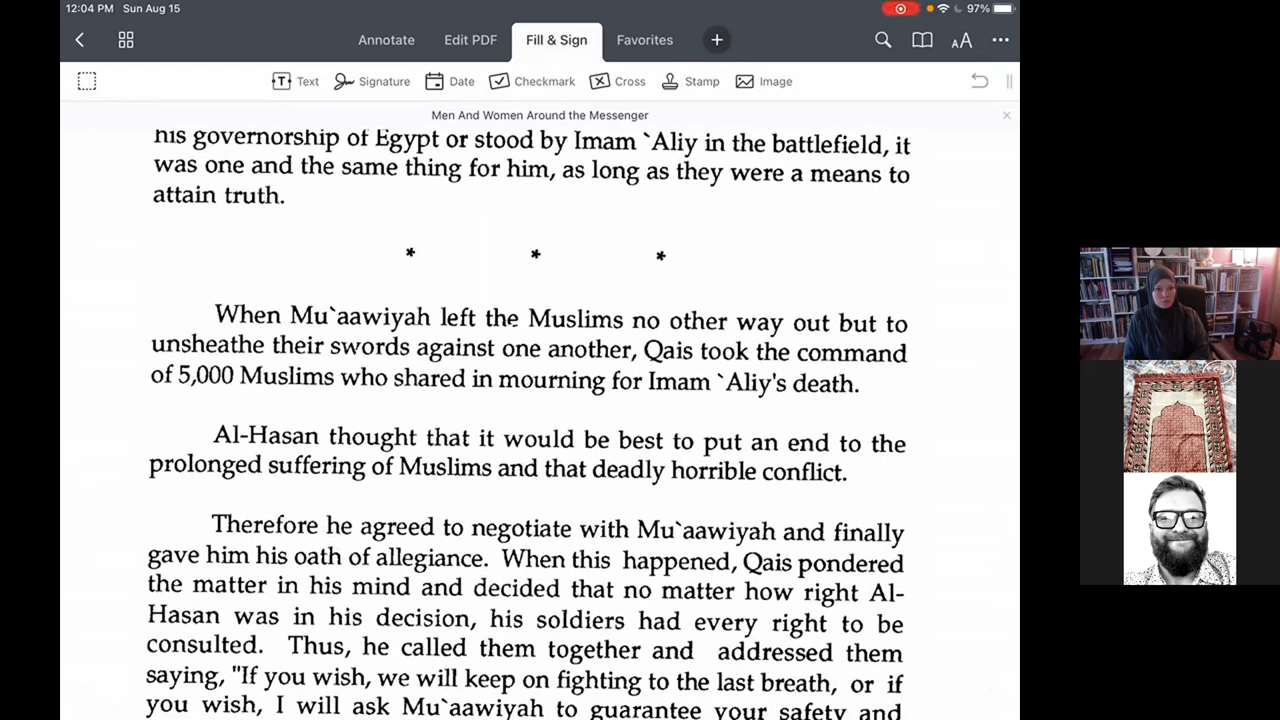 12:04 PM Sun Aug 15
97%
Annotate Edit PDF Fill & Sign Favorites
Text Signature Date Checkmark Cross Stamp Image
Men And Women Around the Messenger
his governorship of Egypt or stood by Imam `Aliy in the battlefield, it
was one and the same thing for him, as long as they were a means to
attain truth.
* * *
When Mu`aawiyah left the Muslims no other way out but to
unsheathe their swords against one another, Qais took the command
of 5,000 Muslims who shared in mourning for Imam `Aliy's death.
Al-Hasan thought that it would be best to put an end to the
prolonged suffering of Muslims and that deadly horrible conflict.
Therefore he agreed to negotiate with Mu`aawiyah and finally
gave him his oath of allegiance. When this happened, Qais pondered
the matter in his mind and decided that no matter how right Al-
Hasan was in his decision, his soldiers had every right to be
consulted. Thus, he called them together and addressed them
saying, "If you wish, we will keep on fighting to the last breath, or if
you wish, I will ask Mu`aawiyah to guarantee your safety and